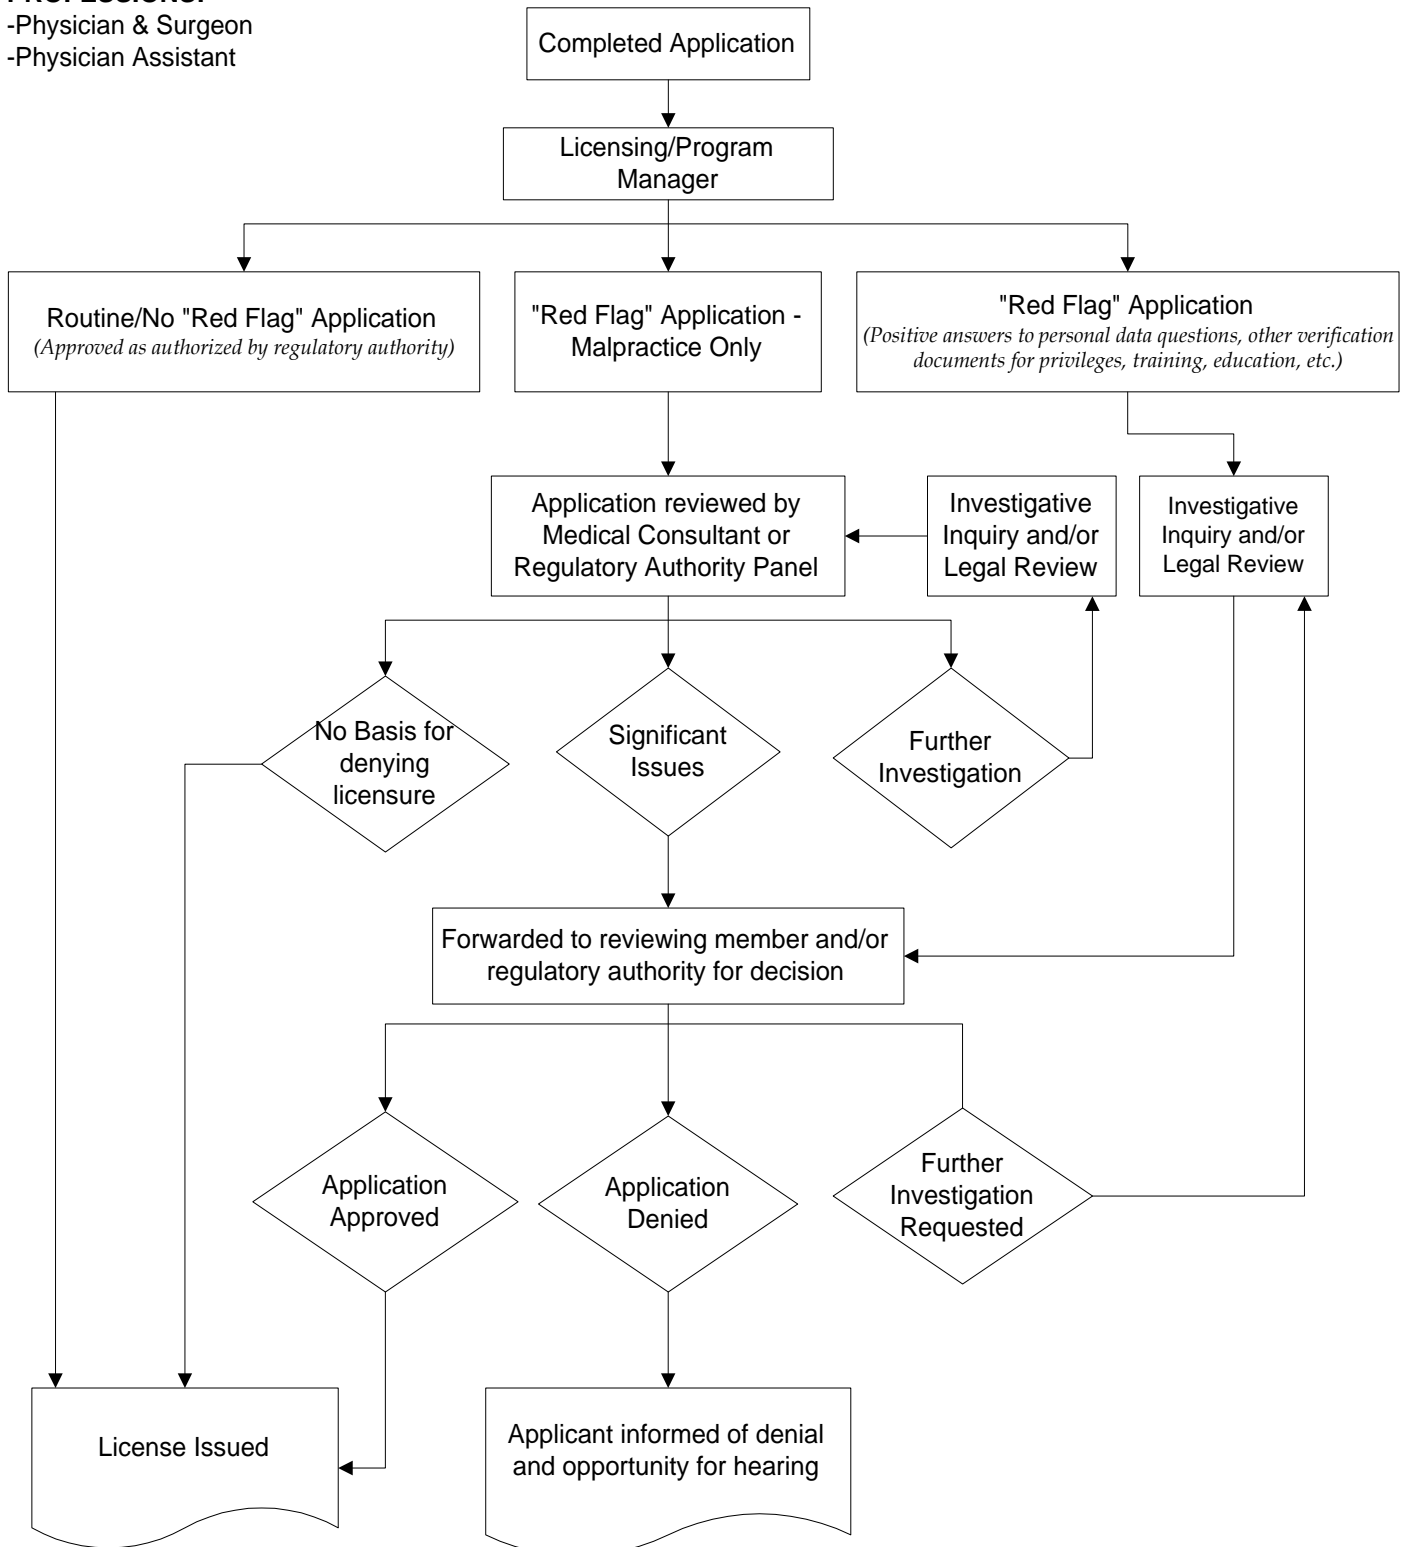 PROFESSIONS:
-Physician & Surgeon
-Physician Assistant
Completed Application
Licensing/Program
Manager
Routine/No "Red Flag" Application
(Approved as authorized by regulatory authority)
"Red Flag" Application -
Malpractice Only
"Red Flag" Application
(Positive answers to personal data questions, other verification
documents for privileges, training, education, etc.)
Application reviewed by
Medical Consultant or
Regulatory Authority Panel
Investigative
Inquiry and/or
Legal Review
Investigative
Inquiry and/or
Legal Review
No Basis for
denying
licensure
Significant
Issues
Further
Investigation
Forwarded to reviewing member and/or
regulatory authority for decision
Application
Approved
Application
Denied
Further
Investigation
Requested
License Issued
Applicant informed of denial
and opportunity for hearing